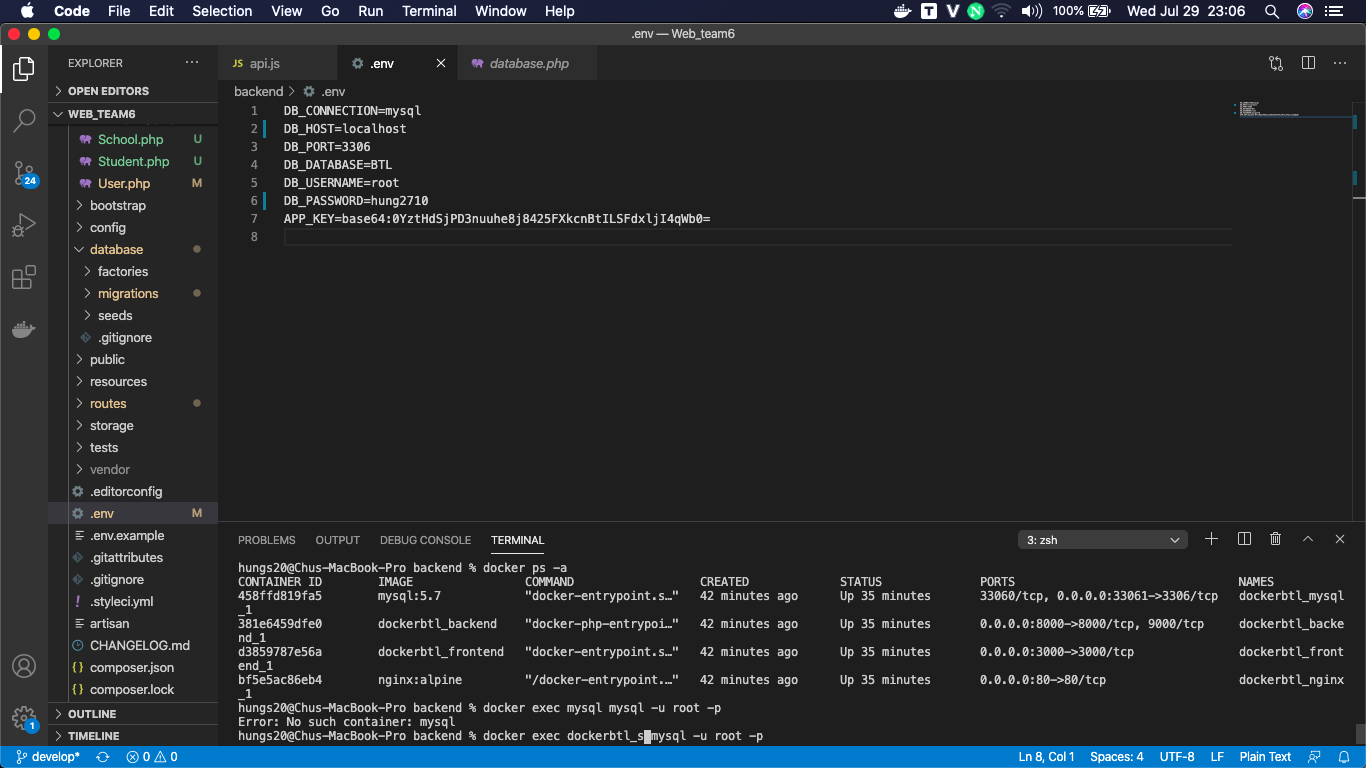 Code File Edit Selection View Go Run Terminal Window Help 100% Wed Jul 29 23:06
.env — Web_team6
EXPLORER
JS api.js
.env
database.php
OPEN EDITORS
backend > .env
WEB_TEAM6
School.php U
Student.php U
User.php M
bootstrap
config
database
factories
migrations
seeds
.gitignore
public
resources
routes
storage
tests
vendor
.editorconfig
.env M
.env.example
.gitattributes
.gitignore
.styleci.yml
artisan
CHANGELOG.md
composer.json
composer.lock
OUTLINE
TIMELINE
24
1
1 DB_CONNECTION=mysql
2 DB_HOST=localhost
3 DB_PORT=3306
4 DB_DATABASE=BTL
5 DB_USERNAME=root
6 DB_PASSWORD=hung2710
7 APP_KEY=base64:0YztHdSjPD3nuuhe8j8425FXkcnBtILSFdxljI4qWb0=
8
PROBLEMS OUTPUT DEBUG CONSOLE TERMINAL 3: zsh
hungs20@Chus-MacBook-Pro backend % docker ps -a
CONTAINER ID IMAGE COMMAND CREATED STATUS PORTS NAMES
458ffd819fa5 mysql:5.7 "docker-entrypoint.s…" 42 minutes ago Up 35 minutes 33060/tcp, 0.0.0.0:33061->3306/tcp dockerbtl_mysql
_1
381e6459dfe0 dockerbtl_backend "docker-php-entrypoi…" 42 minutes ago Up 35 minutes 0.0.0.0:8000->8000/tcp, 9000/tcp dockerbtl_backe
nd_1
d3859787e56a dockerbtl_frontend "docker-entrypoint.s…" 42 minutes ago Up 35 minutes 0.0.0.0:3000->3000/tcp dockerbtl_front
end_1
bf5e5ac86eb4 nginx:alpine "/docker-entrypoint.…" 42 minutes ago Up 35 minutes 0.0.0.0:80->80/tcp dockerbtl_nginx
_1
hungs20@Chus-MacBook-Pro backend % docker exec mysql mysql -u root -p
Error: No such container: mysql
hungs20@Chus-MacBook-Pro backend % docker exec dockerbtl_s mysql -u root -p
develop* 0 0 Ln 8, Col 1 Spaces: 4 UTF-8 LF Plain Text